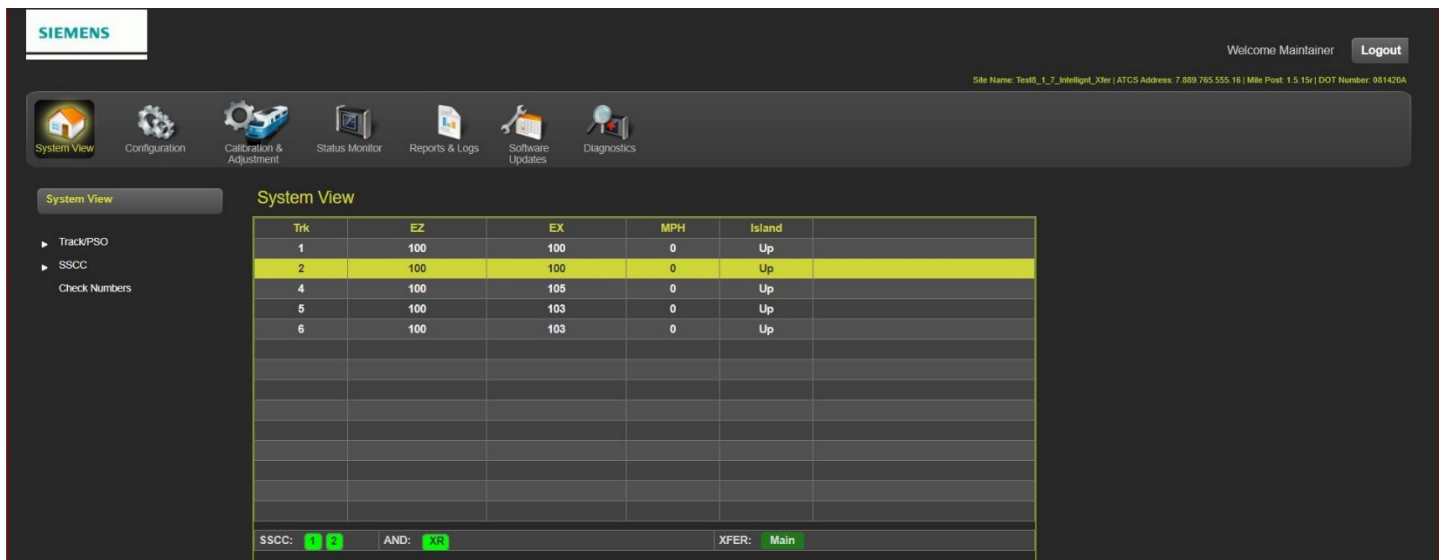 SIEMENS
Welcome Maintainer
Logout
Site Name: Test8_1_7_Intellignt_Xfer | ATCS Address: 7.889.765.555.16 | Mile Post: 1.5.15r | DOT Number: 081420A
System View
Configuration
Calibration &
Adjustment
Status Monitor
Reports & Logs
Software
Updates
Diagnostics
System View
Track/PSO
SSCC
Check Numbers
System View
Trk EZ EX MPH Island
1 100 100 0 Up
2 100 100 0 Up
4 100 105 0 Up
5 100 103 0 Up
6 100 103 0 Up
SSCC: 1 2 AND: XR XFER: Main